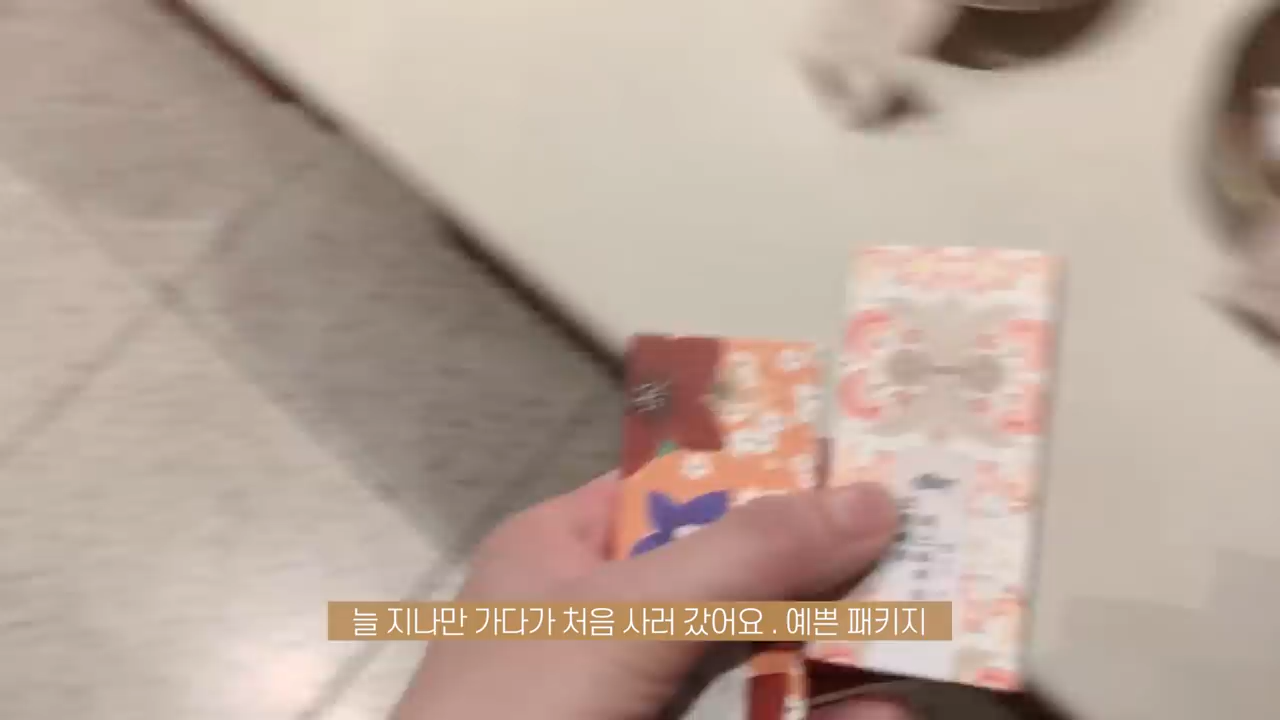 늘 지나만 가다가 처음 사러 갔어요 . 예쁜 패키지